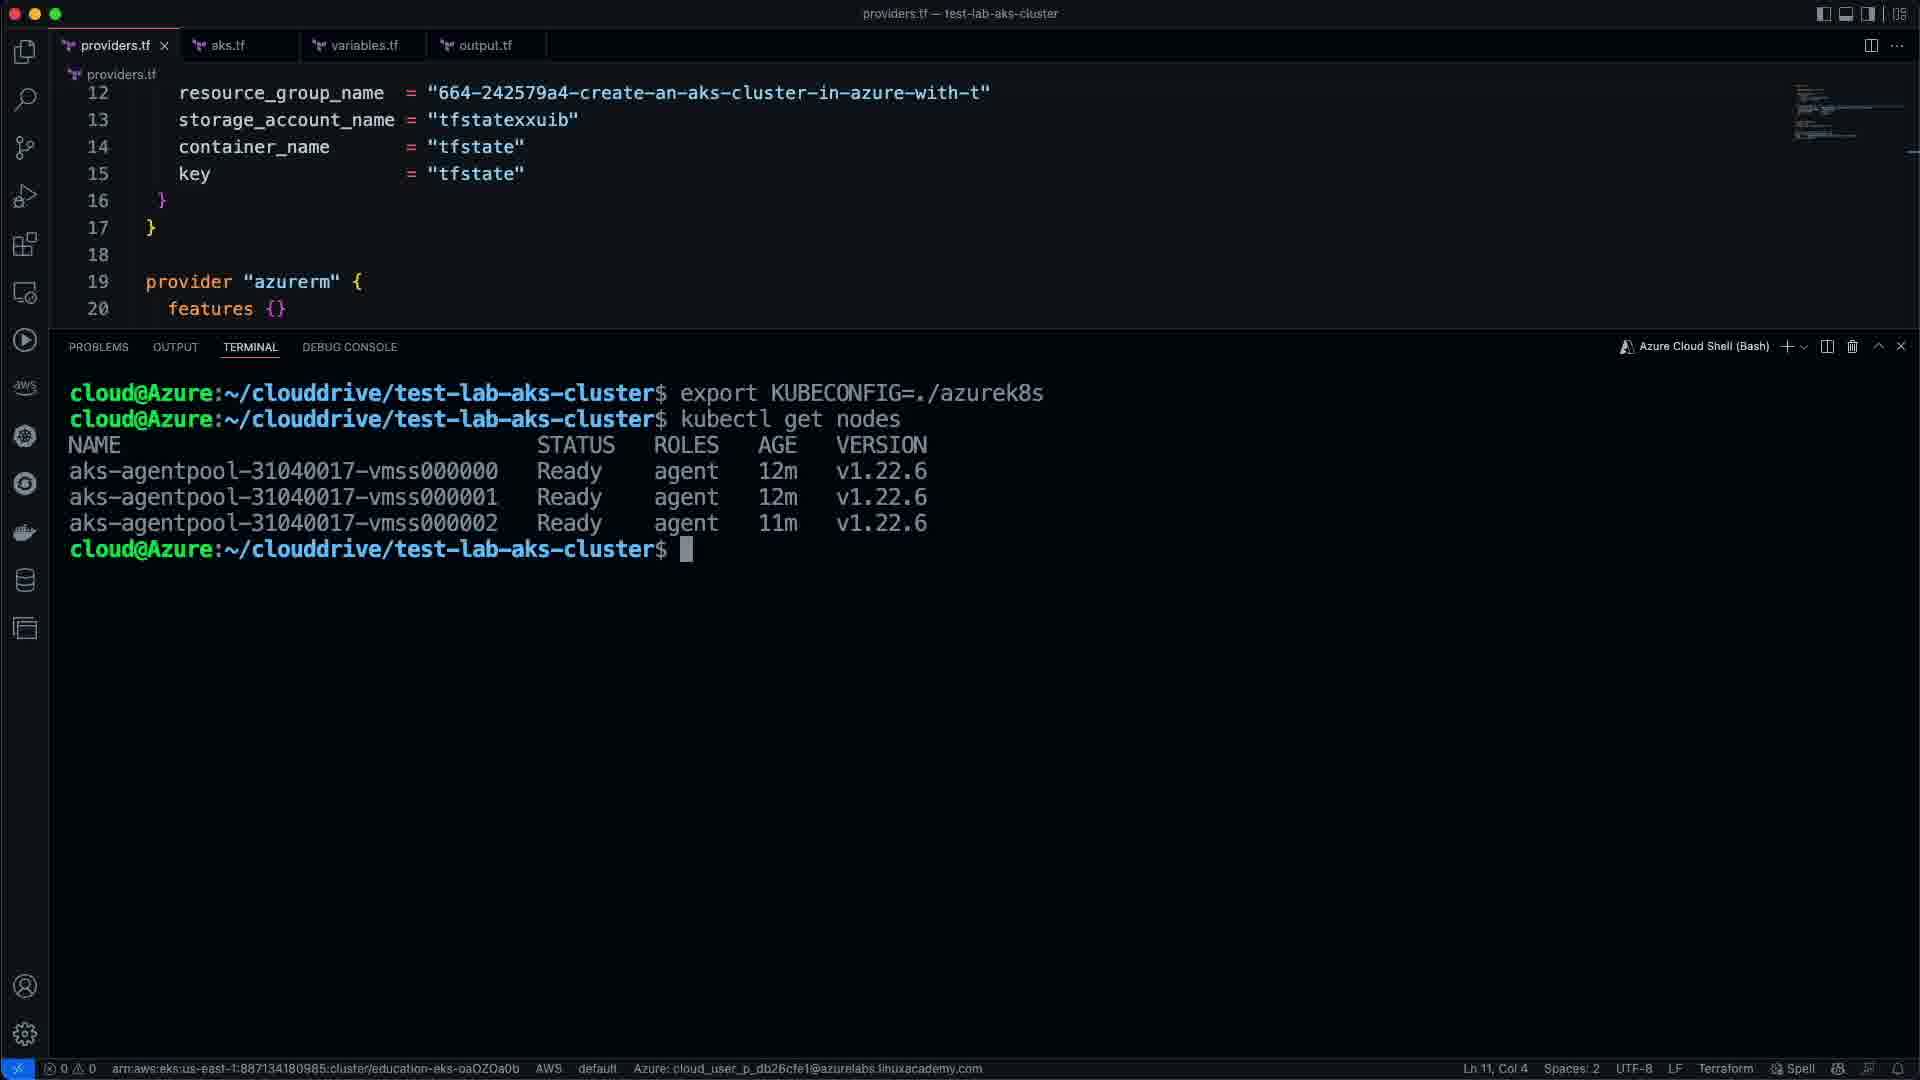 providers.tf — test-lab-aks-cluster
providers.tf
aks.tf
variables.tf
output.tf
providers.tf
12 resource_group_name = "664-242579a4-create-an-aks-cluster-in-azure-with-t"
13 storage_account_name = "tfstatexxuib"
14 container_name = "tfstate"
15 key = "tfstate"
16 }
17 }
18
19 provider "azurerm" {
20 features {}
PROBLEMS OUTPUT TERMINAL DEBUG CONSOLE
Azure Cloud Shell (Bash)
cloud@Azure:~/clouddrive/test-lab-aks-cluster$ export KUBECONFIG=./azurek8s
cloud@Azure:~/clouddrive/test-lab-aks-cluster$ kubectl get nodes
NAME STATUS ROLES AGE VERSION
aks-agentpool-31040017-vmss000000 Ready agent 12m v1.22.6
aks-agentpool-31040017-vmss000001 Ready agent 12m v1.22.6
aks-agentpool-31040017-vmss000002 Ready agent 11m v1.22.6
cloud@Azure:~/clouddrive/test-lab-aks-cluster$
aws
0 0 arn:aws:eks:us-east-1:887134180985:cluster/education-eks-oaOZOa0b AWS default Azure: cloud_user_p_db26cfe1@azurelabs.linuxacademy.com Ln 11, Col 4 Spaces: 2 UTF-8 LF Terraform Spell